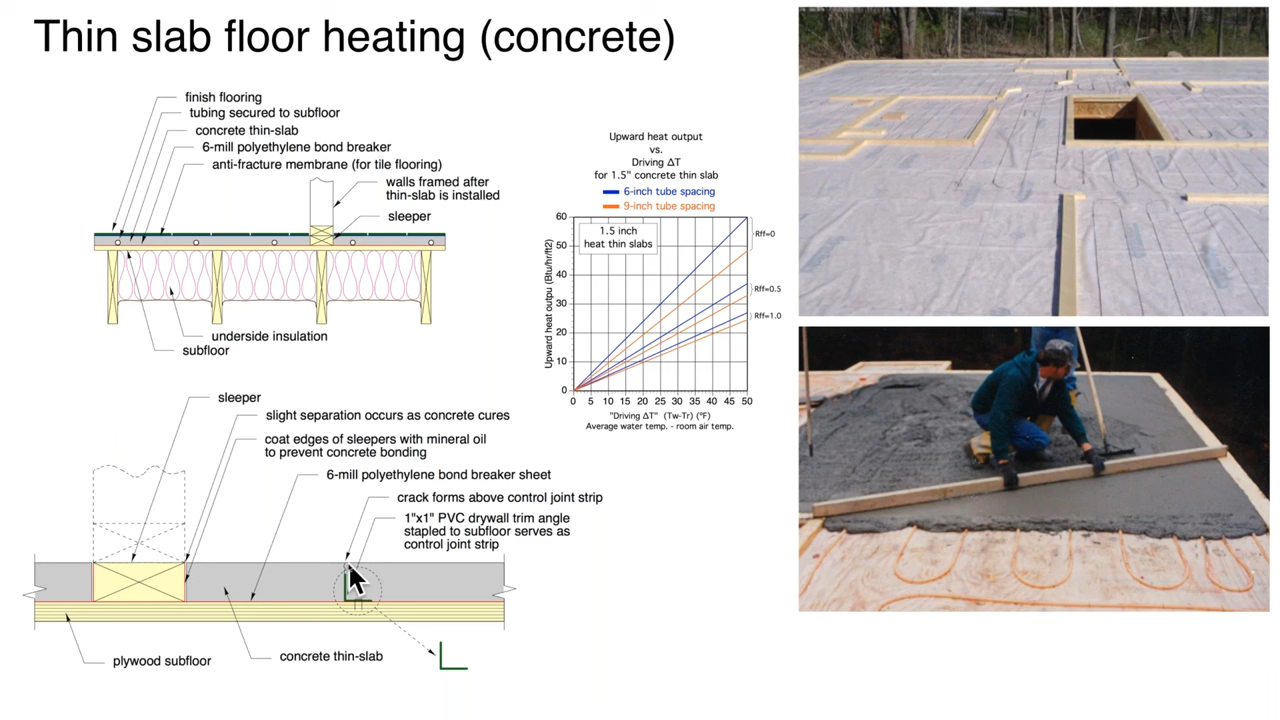 Thin slab floor heating (concrete)
finish flooring
tubing secured to subfloor
concrete thin-slab
6-mill polyethylene bond breaker
anti-fracture membrane (for tile flooring)
walls framed after
thin-slab is installed
sleeper
underside insulation
subfloor
Upward heat output
vs.
Driving ΔT
for 1.5" concrete thin slab
6-inch tube spacing
9-inch tube spacing
1.5 inch
heat thin slabs
Upward heat outpu (Btu/hr/ft2)
60
50
40
30
20
10
0
Rff=0
Rff=0.5
Rff=1.0
0 5 10 15 20 25 30 35 40 45 50
"Driving ΔT" (Tw-Tr) (ºF)
Average water temp. - room air temp.
sleeper
slight separation occurs as concrete cures
coat edges of sleepers with mineral oil
to prevent concrete bonding
6-mill polyethylene bond breaker sheet
crack forms above control joint strip
1"x1" PVC drywall trim angle
stapled to subfloor serves as
control joint strip
plywood subfloor
concrete thin-slab